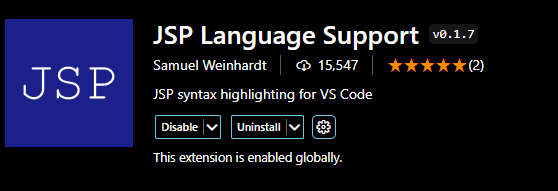 JSP
JSP Language Support v0.1.7
Samuel Weinhardt 15,547 (2)
JSP syntax highlighting for VS Code
Disable Uninstall
This extension is enabled globally.